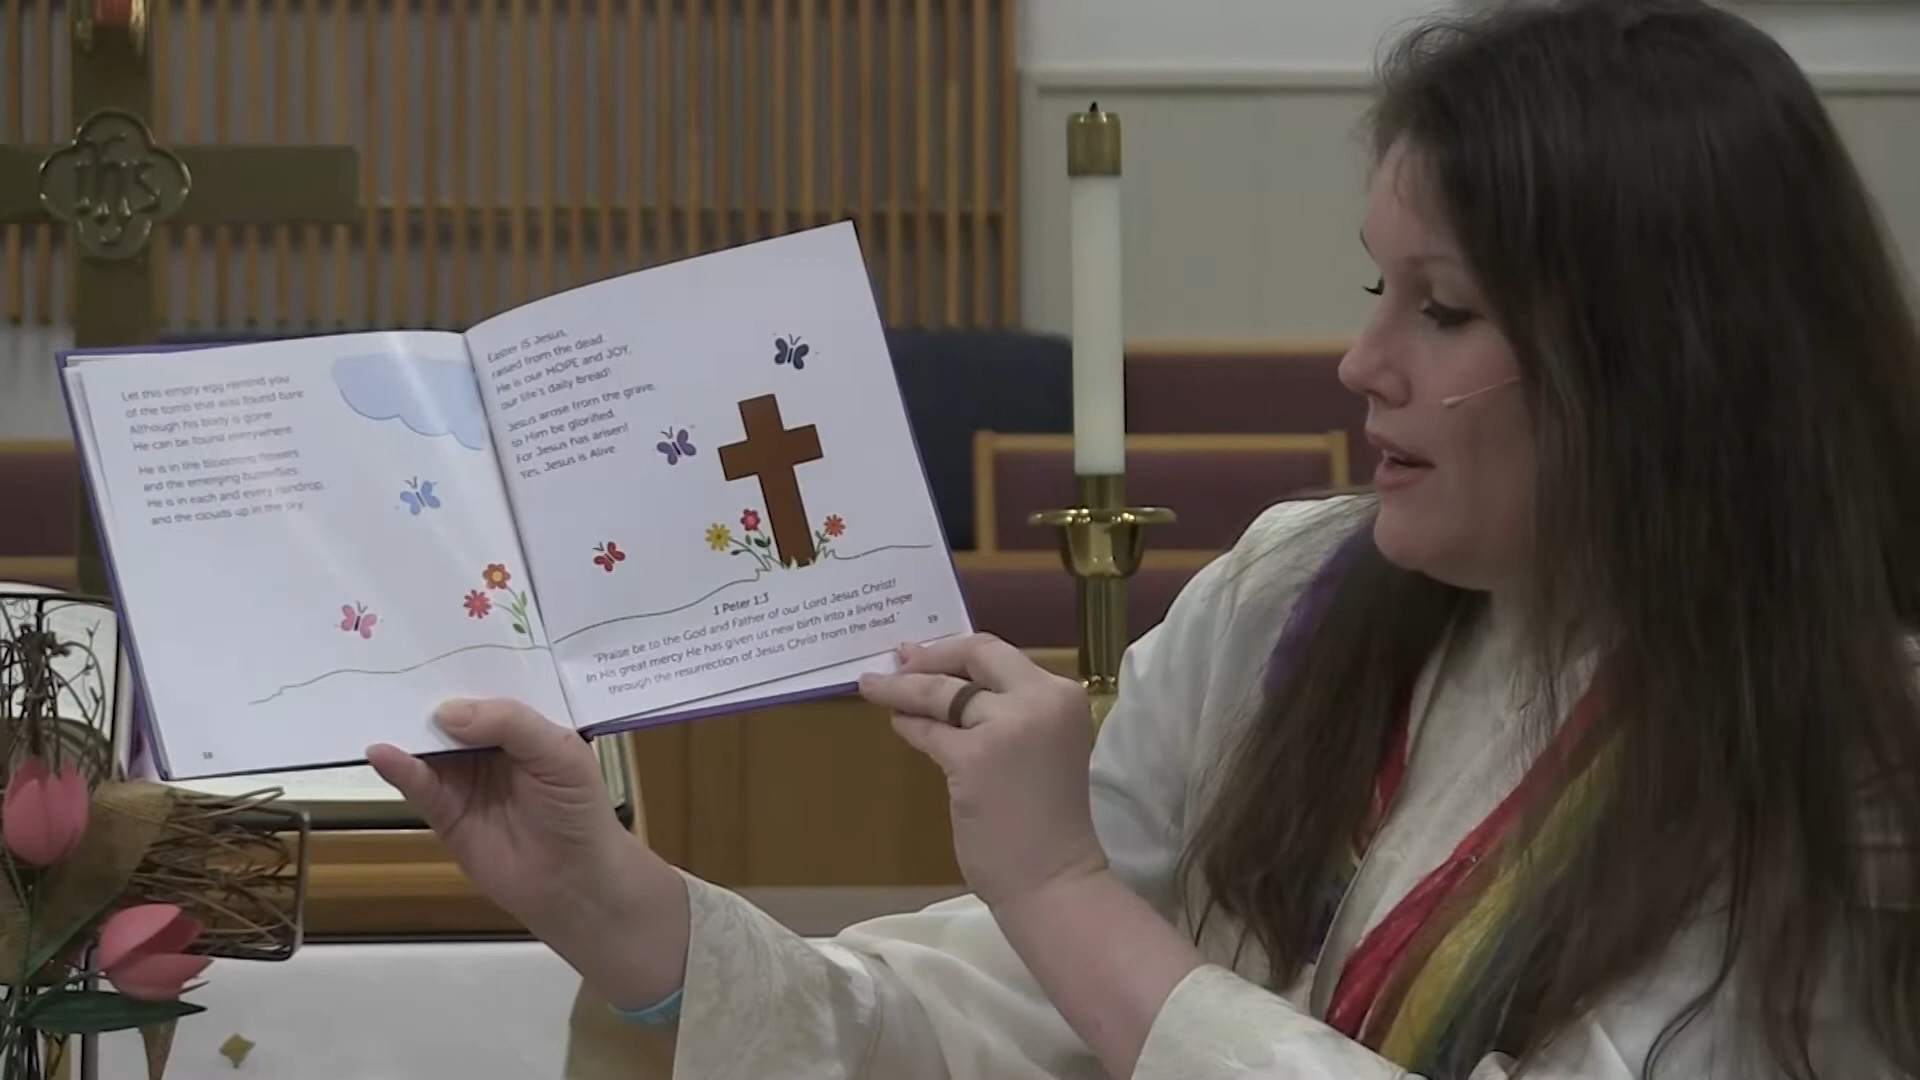 ihs
Let this empty egg remind you
of the tomb that was found bare
Although his body is gone
He can be found everywhere.
He is in the blooming flowers
and the emerging butterflies
He is in each and every raindrop,
and the clouds up in the sky.
38
Easter IS Jesus,
raised from the dead.
He is our HOPE and JOY,
our life's daily bread!
Jesus arose from the grave,
to Him be glorified.
For Jesus has arisen!
Yes, Jesus is Alive.
1 Peter 1:3
"Praise be to the God and Father of our Lord Jesus Christ!
In His great mercy He has given us new birth into a living hope
through the resurrection of Jesus Christ from the dead."
39